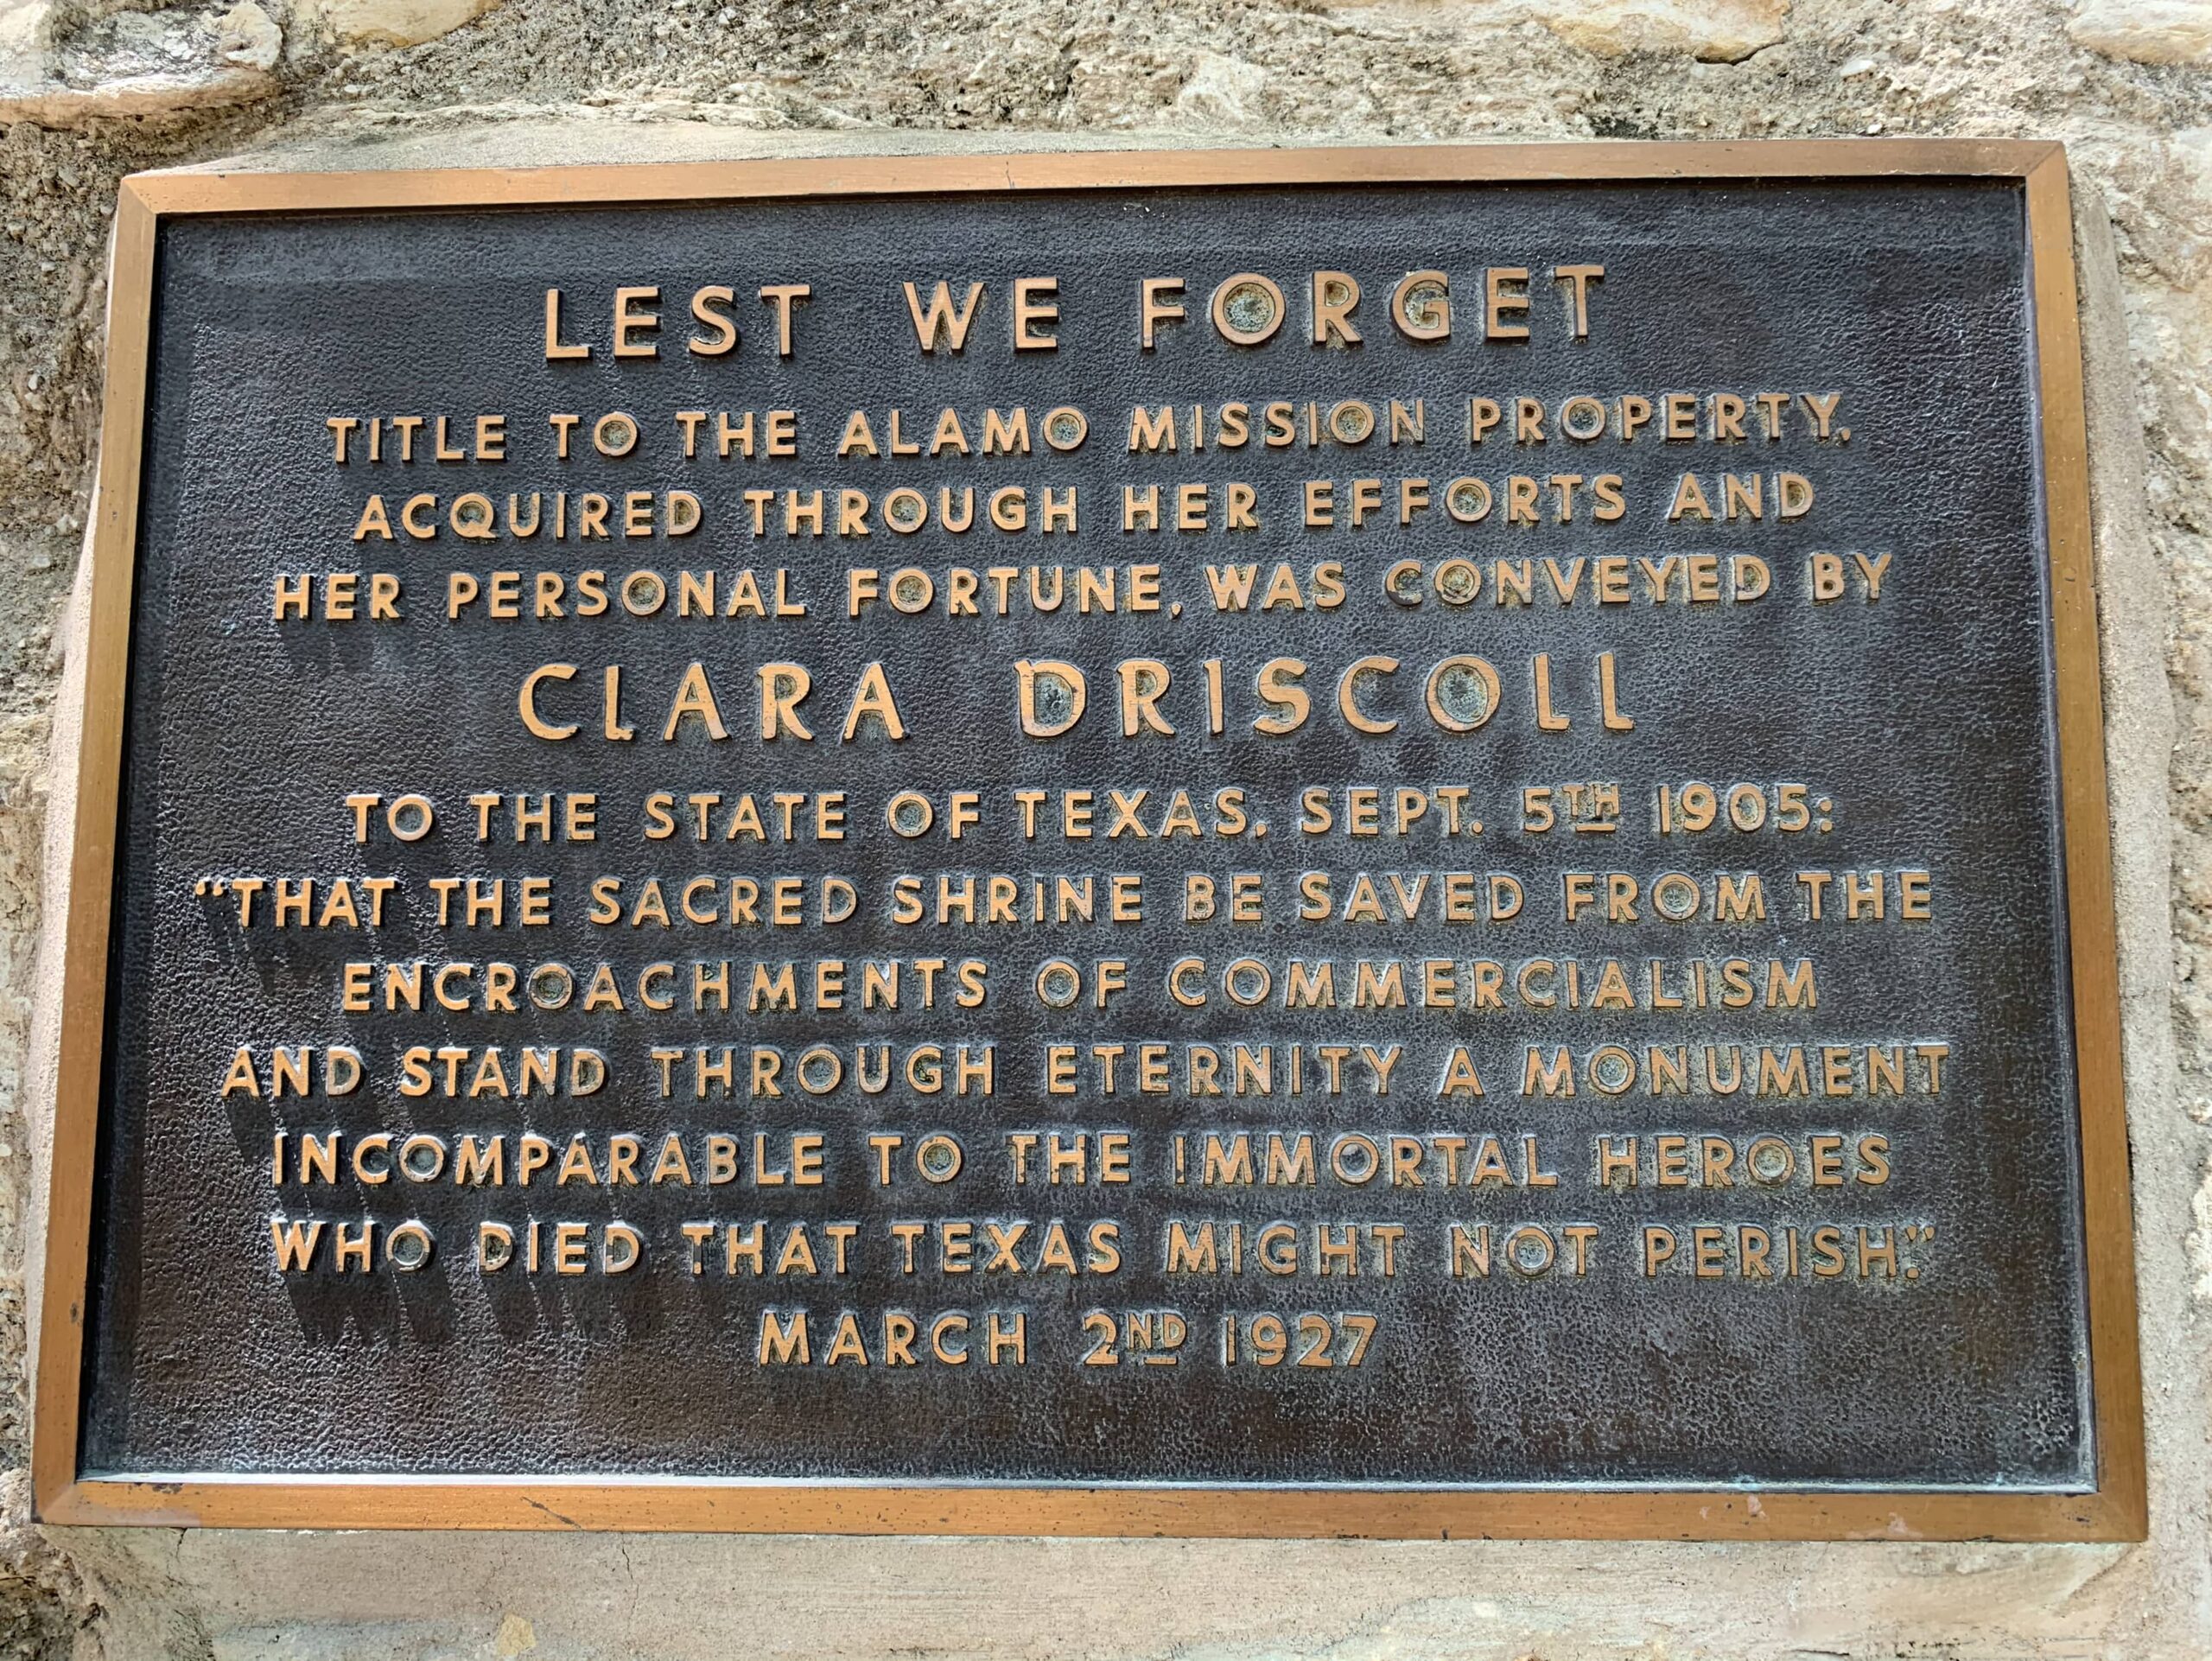 LEST WE FORGET
TITLE TO THE ALAMO MISSION PROPERTY,
ACQUIRED THROUGH HER EFFORTS AND
HER PERSONAL FORTUNE, WAS CONVEYED BY
CLARA DRISCOLL
TO THE STATE OF TEXAS, SEPT. 5TH 1905:
“THAT THE SACRED SHRINE BE SAVED FROM THE
ENCROACHMENTS OF COMMERCIALISM
AND STAND THROUGH ETERNITY A MONUMENT
INCOMPARABLE TO THE IMMORTAL HEROES
WHO DIED THAT TEXAS MIGHT NOT PERISH.”
MARCH 2ND 1927